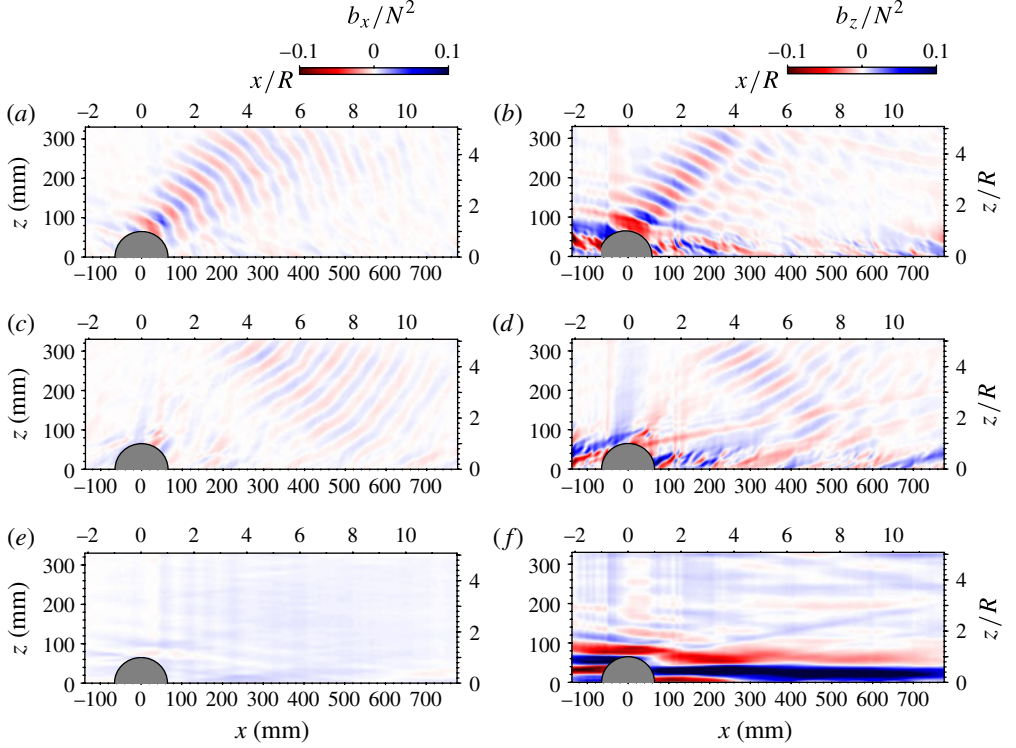 b_x/N^2 b_z/N^2
−0.1 0 0.1 −0.1 0 0.1
x/R x/R
(a) −2 0 2 4 6 8 10 (b) −2 0 2 4 6 8 10
300 4 300 4
z (mm) 200 200 z/R
100 2 100 2
0 0 0 0
−100 0 100 200 300 400 500 600 700 −100 0 100 200 300 400 500 600 700
(c) −2 0 2 4 6 8 10 (d) −2 0 2 4 6 8 10
300 4 300 4
z (mm) 200 200 z/R
100 2 100 2
0 0 0 0
−100 0 100 200 300 400 500 600 700 −100 0 100 200 300 400 500 600 700
(e) −2 0 2 4 6 8 10 (f) −2 0 2 4 6 8 10
300 4 300 4
z (mm) 200 200 z/R
100 2 100 2
0 0 0 0
−100 0 100 200 300 400 500 600 700 −100 0 100 200 300 400 500 600 700
x (mm) x (mm)